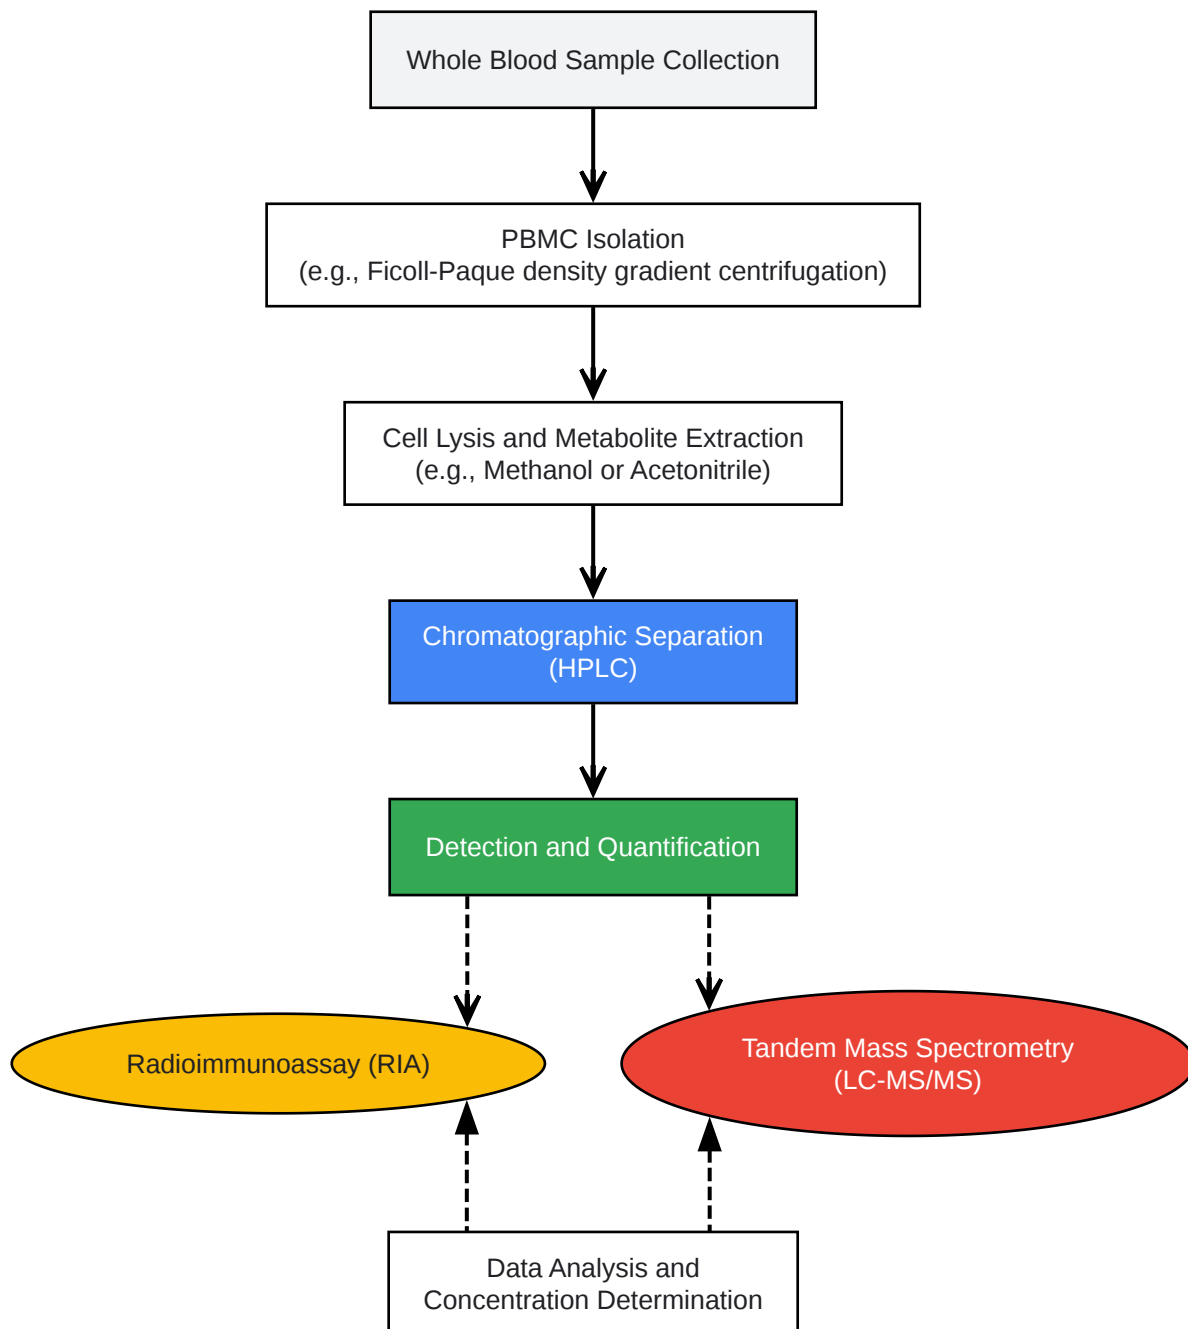 Whole Blood Sample Collection
PBMC Isolation
(e.g., Ficoll-Paque density gradient centrifugation)
Cell Lysis and Metabolite Extraction
(e.g., Methanol or Acetonitrile)
Chromatographic Separation
(HPLC)
Detection and Quantification
Radioimmunoassay (RIA)
Tandem Mass Spectrometry
(LC-MS/MS)
Data Analysis and
Concentration Determination